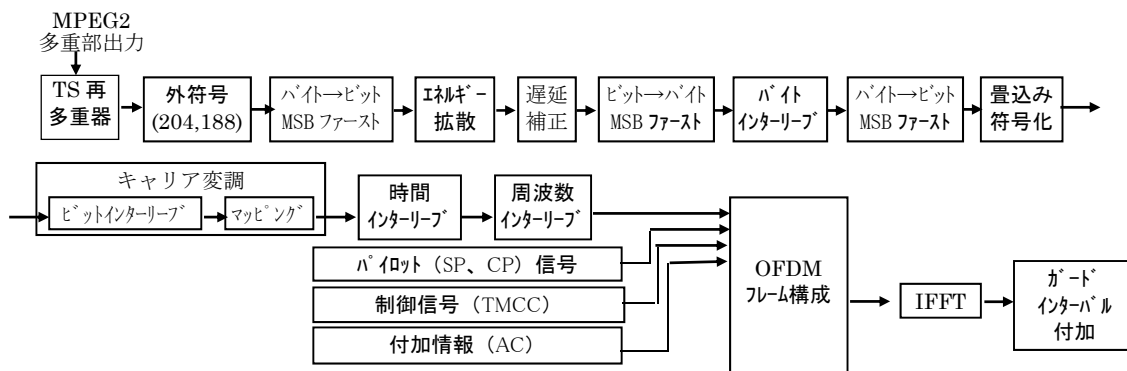 MPEG2
多重部出力
TS 再
多重器
外符号
(204,188)
ﾊﾞｲﾄ→ﾋﾞｯﾄ
MSB ﾌｧｰｽﾄ
ｴﾈﾙｷﾞｰ
拡散
遅延
補正
ﾋﾞｯﾄ→ﾊﾞｲﾄ
MSB ﾌｧｰｽﾄ
ﾊﾞｲﾄ
ｲﾝﾀｰﾘｰﾌﾞ
ﾊﾞｲﾄ→ﾋﾞｯﾄ
MSB ﾌｧｰｽﾄ
畳込み
符号化
キャリア変調
ﾋﾞｯﾄｲﾝﾀｰﾘｰﾌﾞ
ﾏｯﾋﾟﾝｸﾞ
時間
ｲﾝﾀｰﾘｰﾌﾞ
周波数
ｲﾝﾀｰﾘｰﾌﾞ
ﾊﾟｲﾛｯﾄ（SP、CP）信号
制御信号（TMCC）
付加情報（AC）
OFDM
ﾌﾚｰﾑ構成
IFFT
ｶﾞｰﾄﾞ
ｲﾝﾀｰﾊﾞﾙ
付加